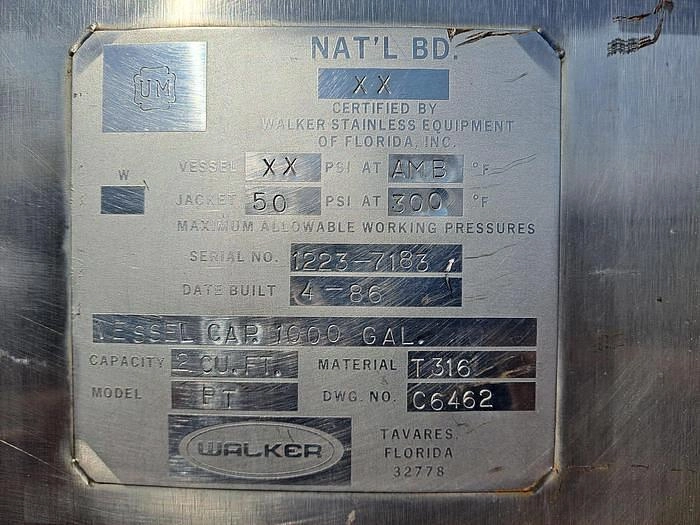 NAT'L BD.
UM
XX
CERTIFIED BY
WALKER STAINLESS EQUIPMENT
OF FLORIDA, INC.
W
VESSEL XX PSI AT AMB °F
JACKET 50 PSI AT 300 °F
MAXIMUM ALLOWABLE WORKING PRESSURES
SERIAL NO. 1223-7183
DATE BUILT 4-86
VESSEL CAP. 1000 GAL.
CAPACITY 2 CU. FT. MATERIAL T316
MODEL PT DWG. NO. C6462
WALKER
TAVARES,
FLORIDA
32778